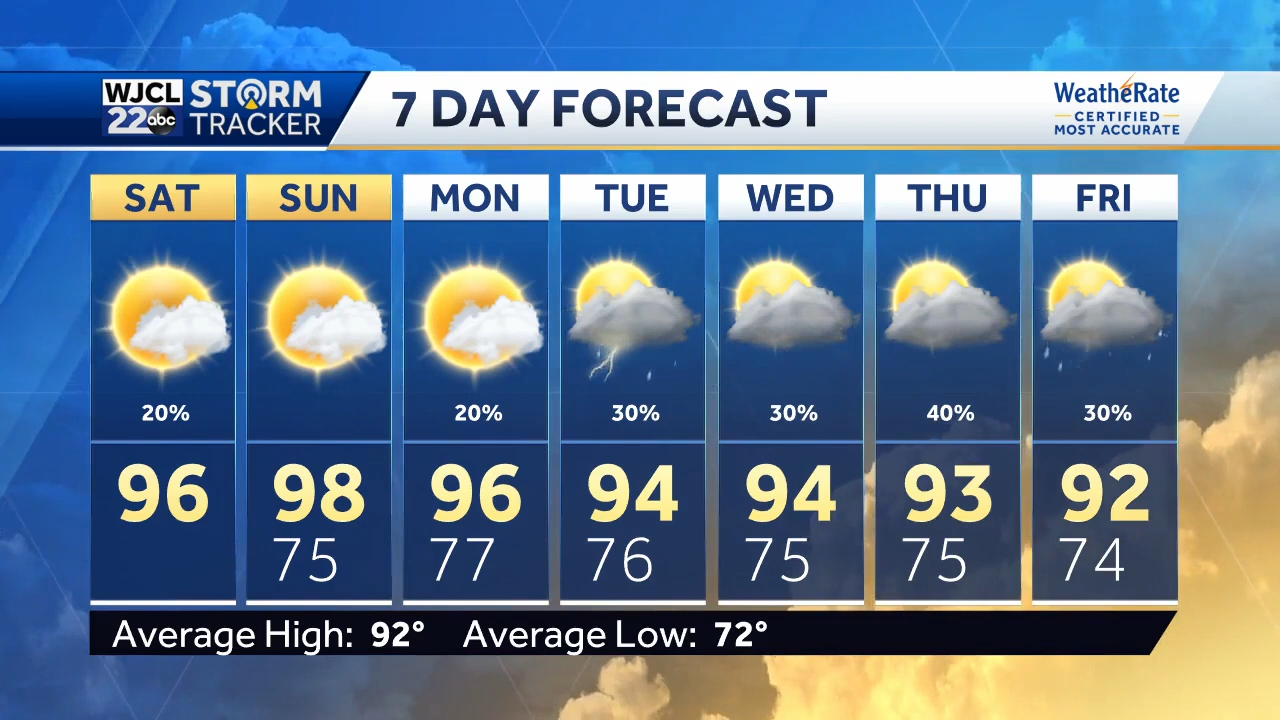 WJCL
22 abc
STORM
TRACKER
7 DAY FORECAST
WeatheRate
CERTIFIED
MOST ACCURATE
SAT SUN MON TUE WED THU FRI
20% 20% 30% 30% 40% 30%
96 98 96 94 94 93 92
75 77 76 75 75 74
Average High: 92° Average Low: 72°